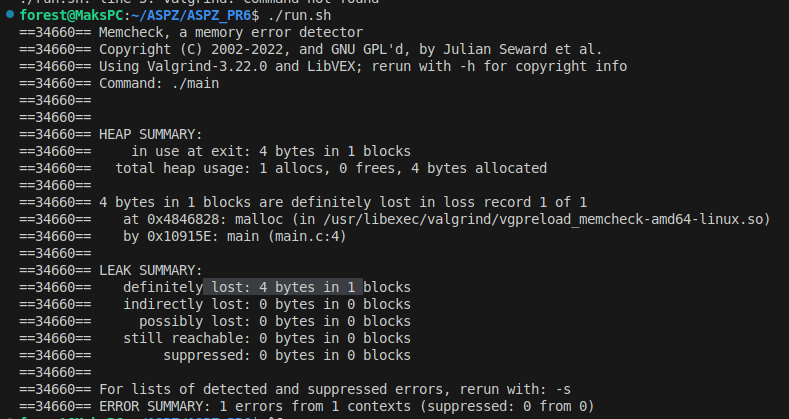 ./run.sh: line 3: valgrind: command not found
forest@MaksPC:~/ASPZ/ASPZ_PR6$ ./run.sh
==34660== Memcheck, a memory error detector
==34660== Copyright (C) 2002-2022, and GNU GPL'd, by Julian Seward et al.
==34660== Using Valgrind-3.22.0 and LibVEX; rerun with -h for copyright info
==34660== Command: ./main
==34660==
==34660==
==34660== HEAP SUMMARY:
==34660==     in use at exit: 4 bytes in 1 blocks
==34660==   total heap usage: 1 allocs, 0 frees, 4 bytes allocated
==34660==
==34660== 4 bytes in 1 blocks are definitely lost in loss record 1 of 1
==34660==    at 0x4846828: malloc (in /usr/libexec/valgrind/vgpreload_memcheck-amd64-linux.so)
==34660==    by 0x10915E: main (main.c:4)
==34660==
==34660== LEAK SUMMARY:
==34660==    definitely lost: 4 bytes in 1 blocks
==34660==    indirectly lost: 0 bytes in 0 blocks
==34660==      possibly lost: 0 bytes in 0 blocks
==34660==    still reachable: 0 bytes in 0 blocks
==34660==         suppressed: 0 bytes in 0 blocks
==34660==
==34660== For lists of detected and suppressed errors, rerun with: -s
==34660== ERROR SUMMARY: 1 errors from 1 contexts (suppressed: 0 from 0)